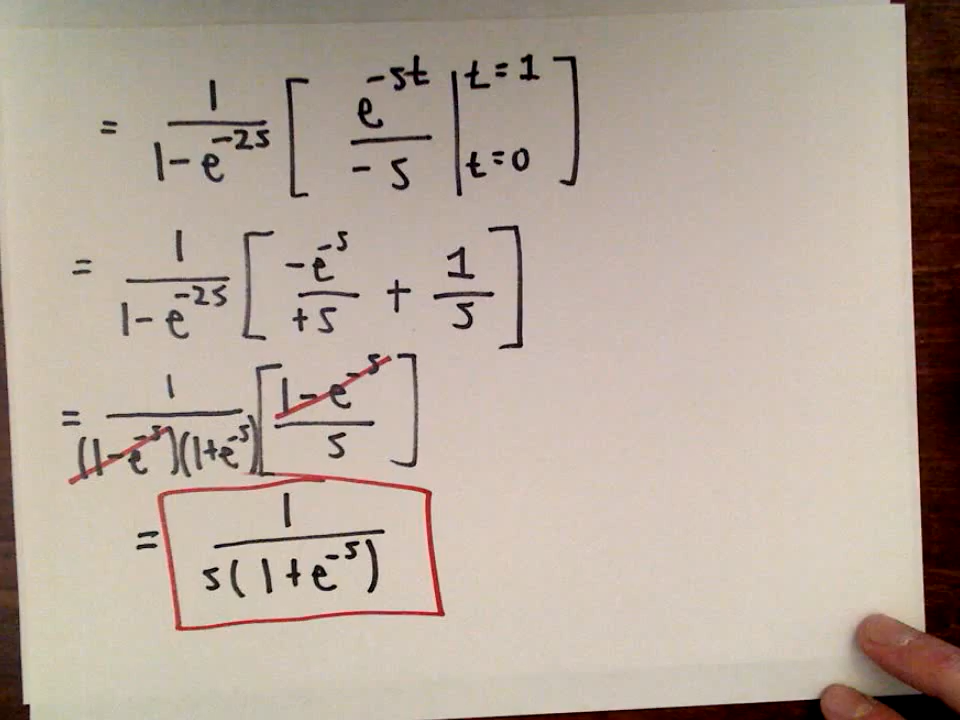 = 1/(1-e^{-2s}) [ e^{-st}/(-s) |_{t=0}^{t=1} ]
= 1/(1-e^{-2s}) [ -e^{-s}/(+s) + 1/s ]
= 1/((1-e^{-s})(1+e^{-s})) [ (1-e^{-s})/s ]
= 1/(s(1+e^{-s}))